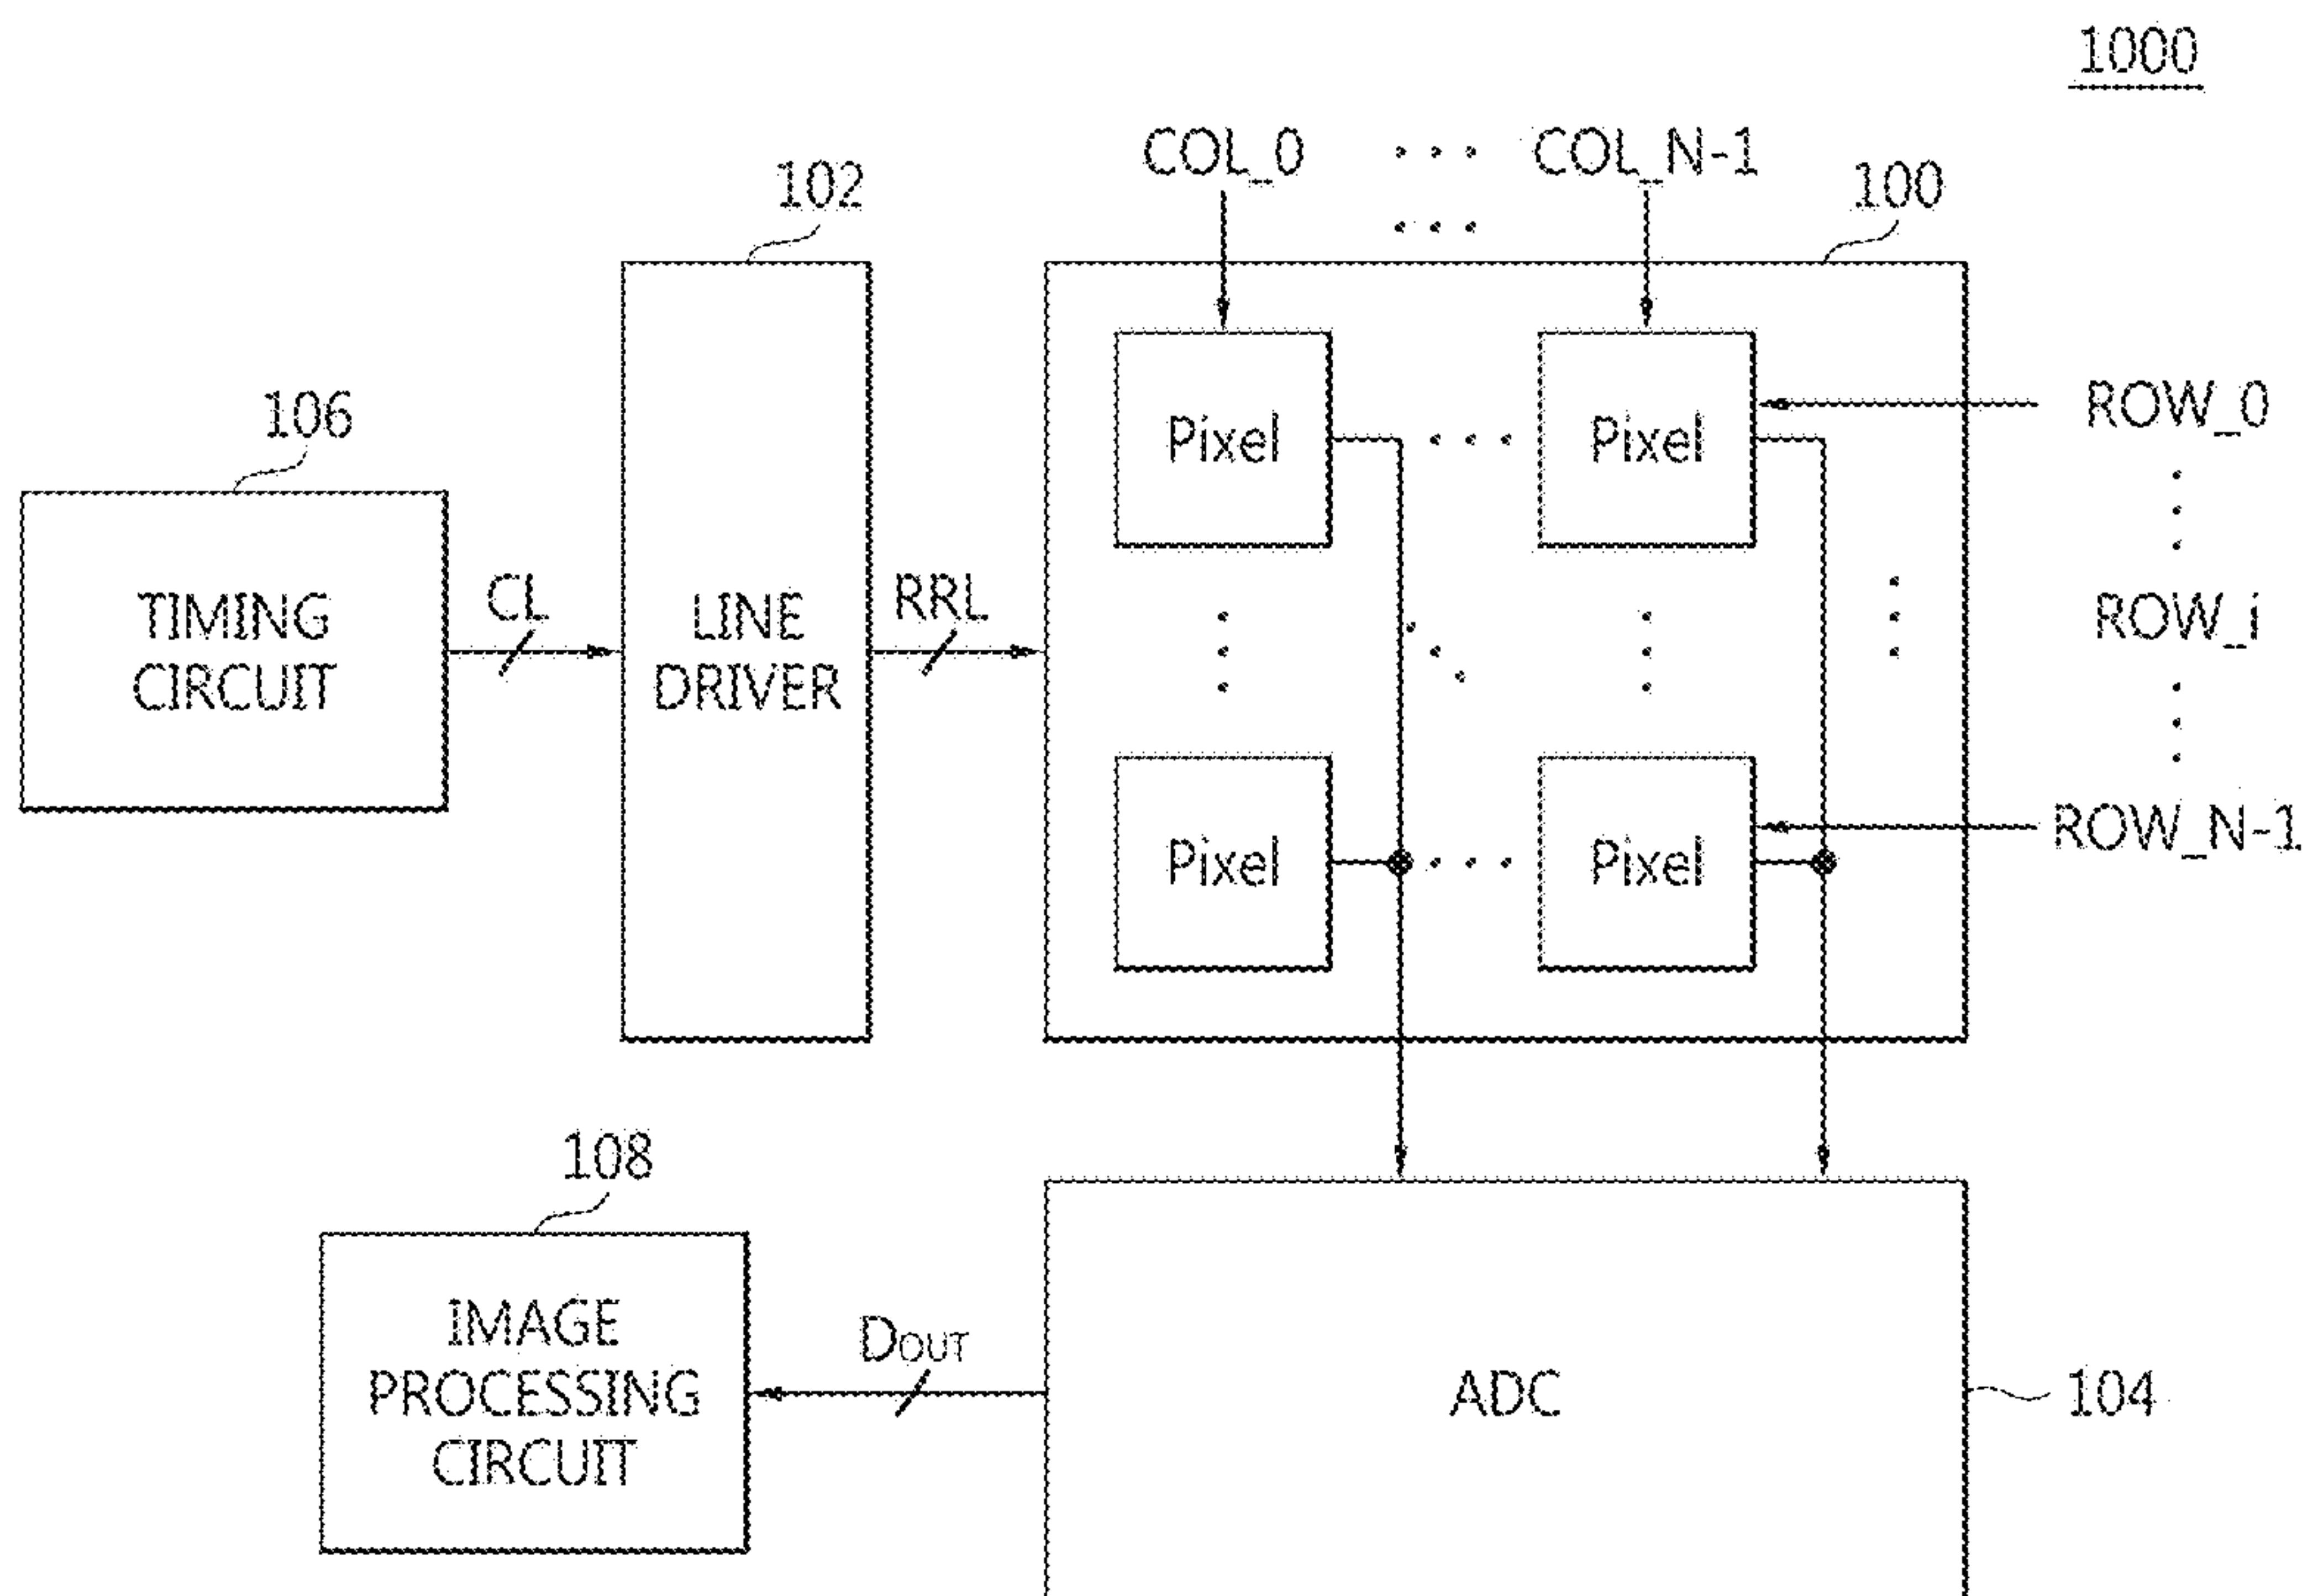 1000
COL_0 ... COL_N-1
...
102
100
106
Pixel ... Pixel
ROW_0
TIMING
CIRCUIT
CL
LINE
DRIVER
RRL
ROW_i
Pixel ... Pixel
ROW_N-1
108
IMAGE
PROCESSING
CIRCUIT
DOUT
ADC
104